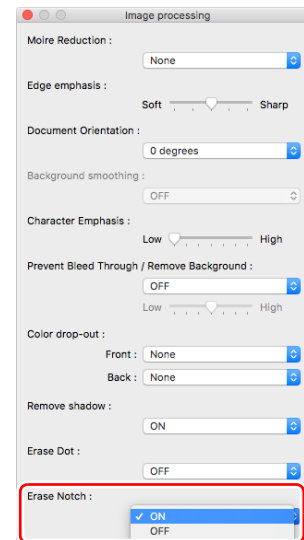 Image processing
Moire Reduction :
None
Edge emphasis :
Soft Sharp
Document Orientation :
0 degrees
Background smoothing :
OFF
Character Emphasis :
Low High
Prevent Bleed Through / Remove Background :
OFF
Low High
Color drop-out :
Front : None
Back : None
Remove shadow :
ON
Erase Dot :
OFF
Erase Notch :
✓ ON
OFF